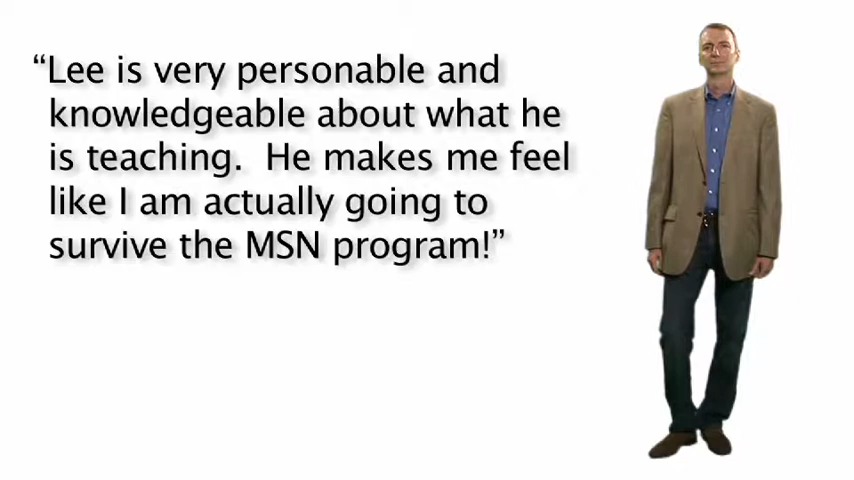 “Lee is very personable and
knowledgeable about what he
is teaching.  He makes me feel
like I am actually going to
survive the MSN program!”